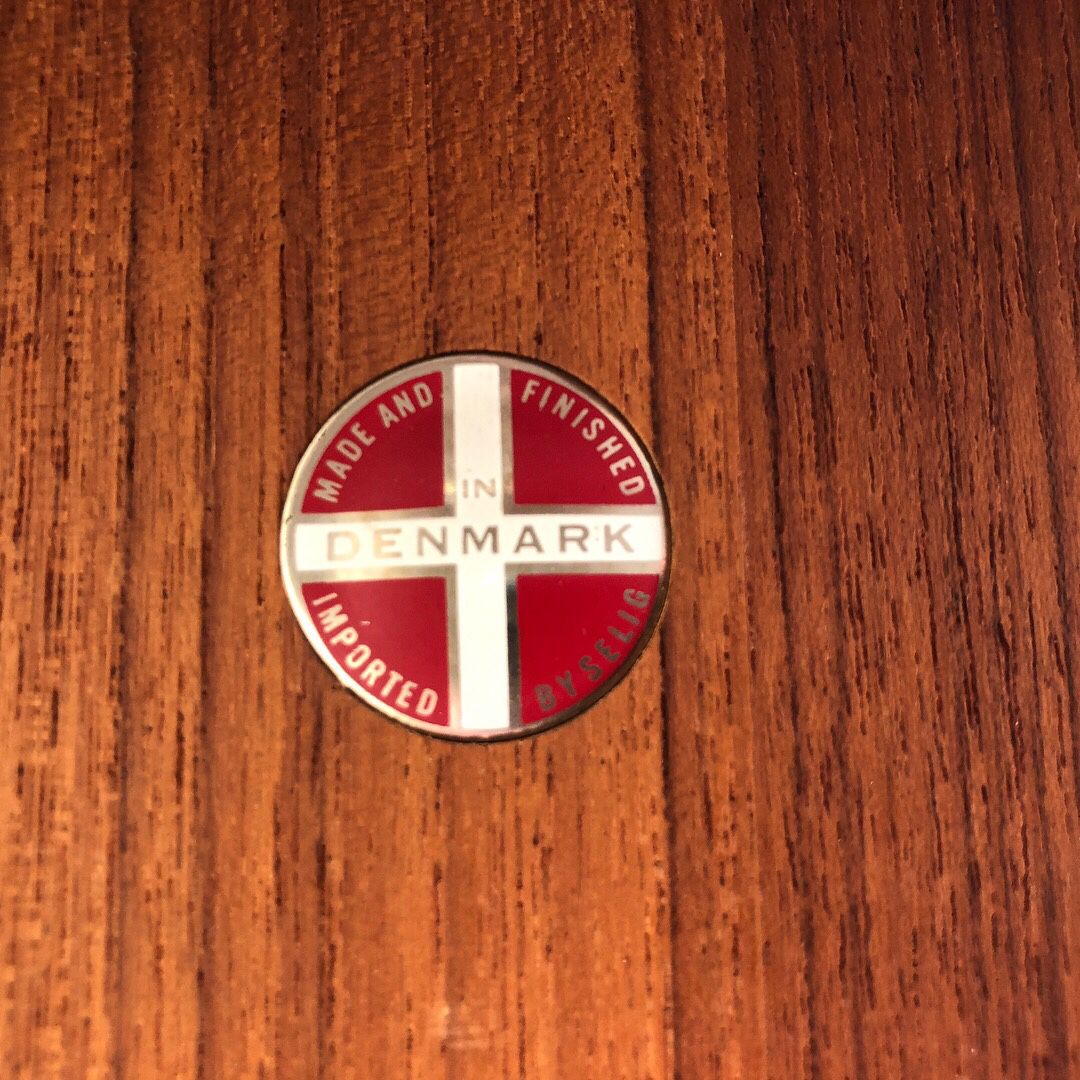 MADE AND
FINISHED
IN
DENMARK
IMPORTED
BY SELIG